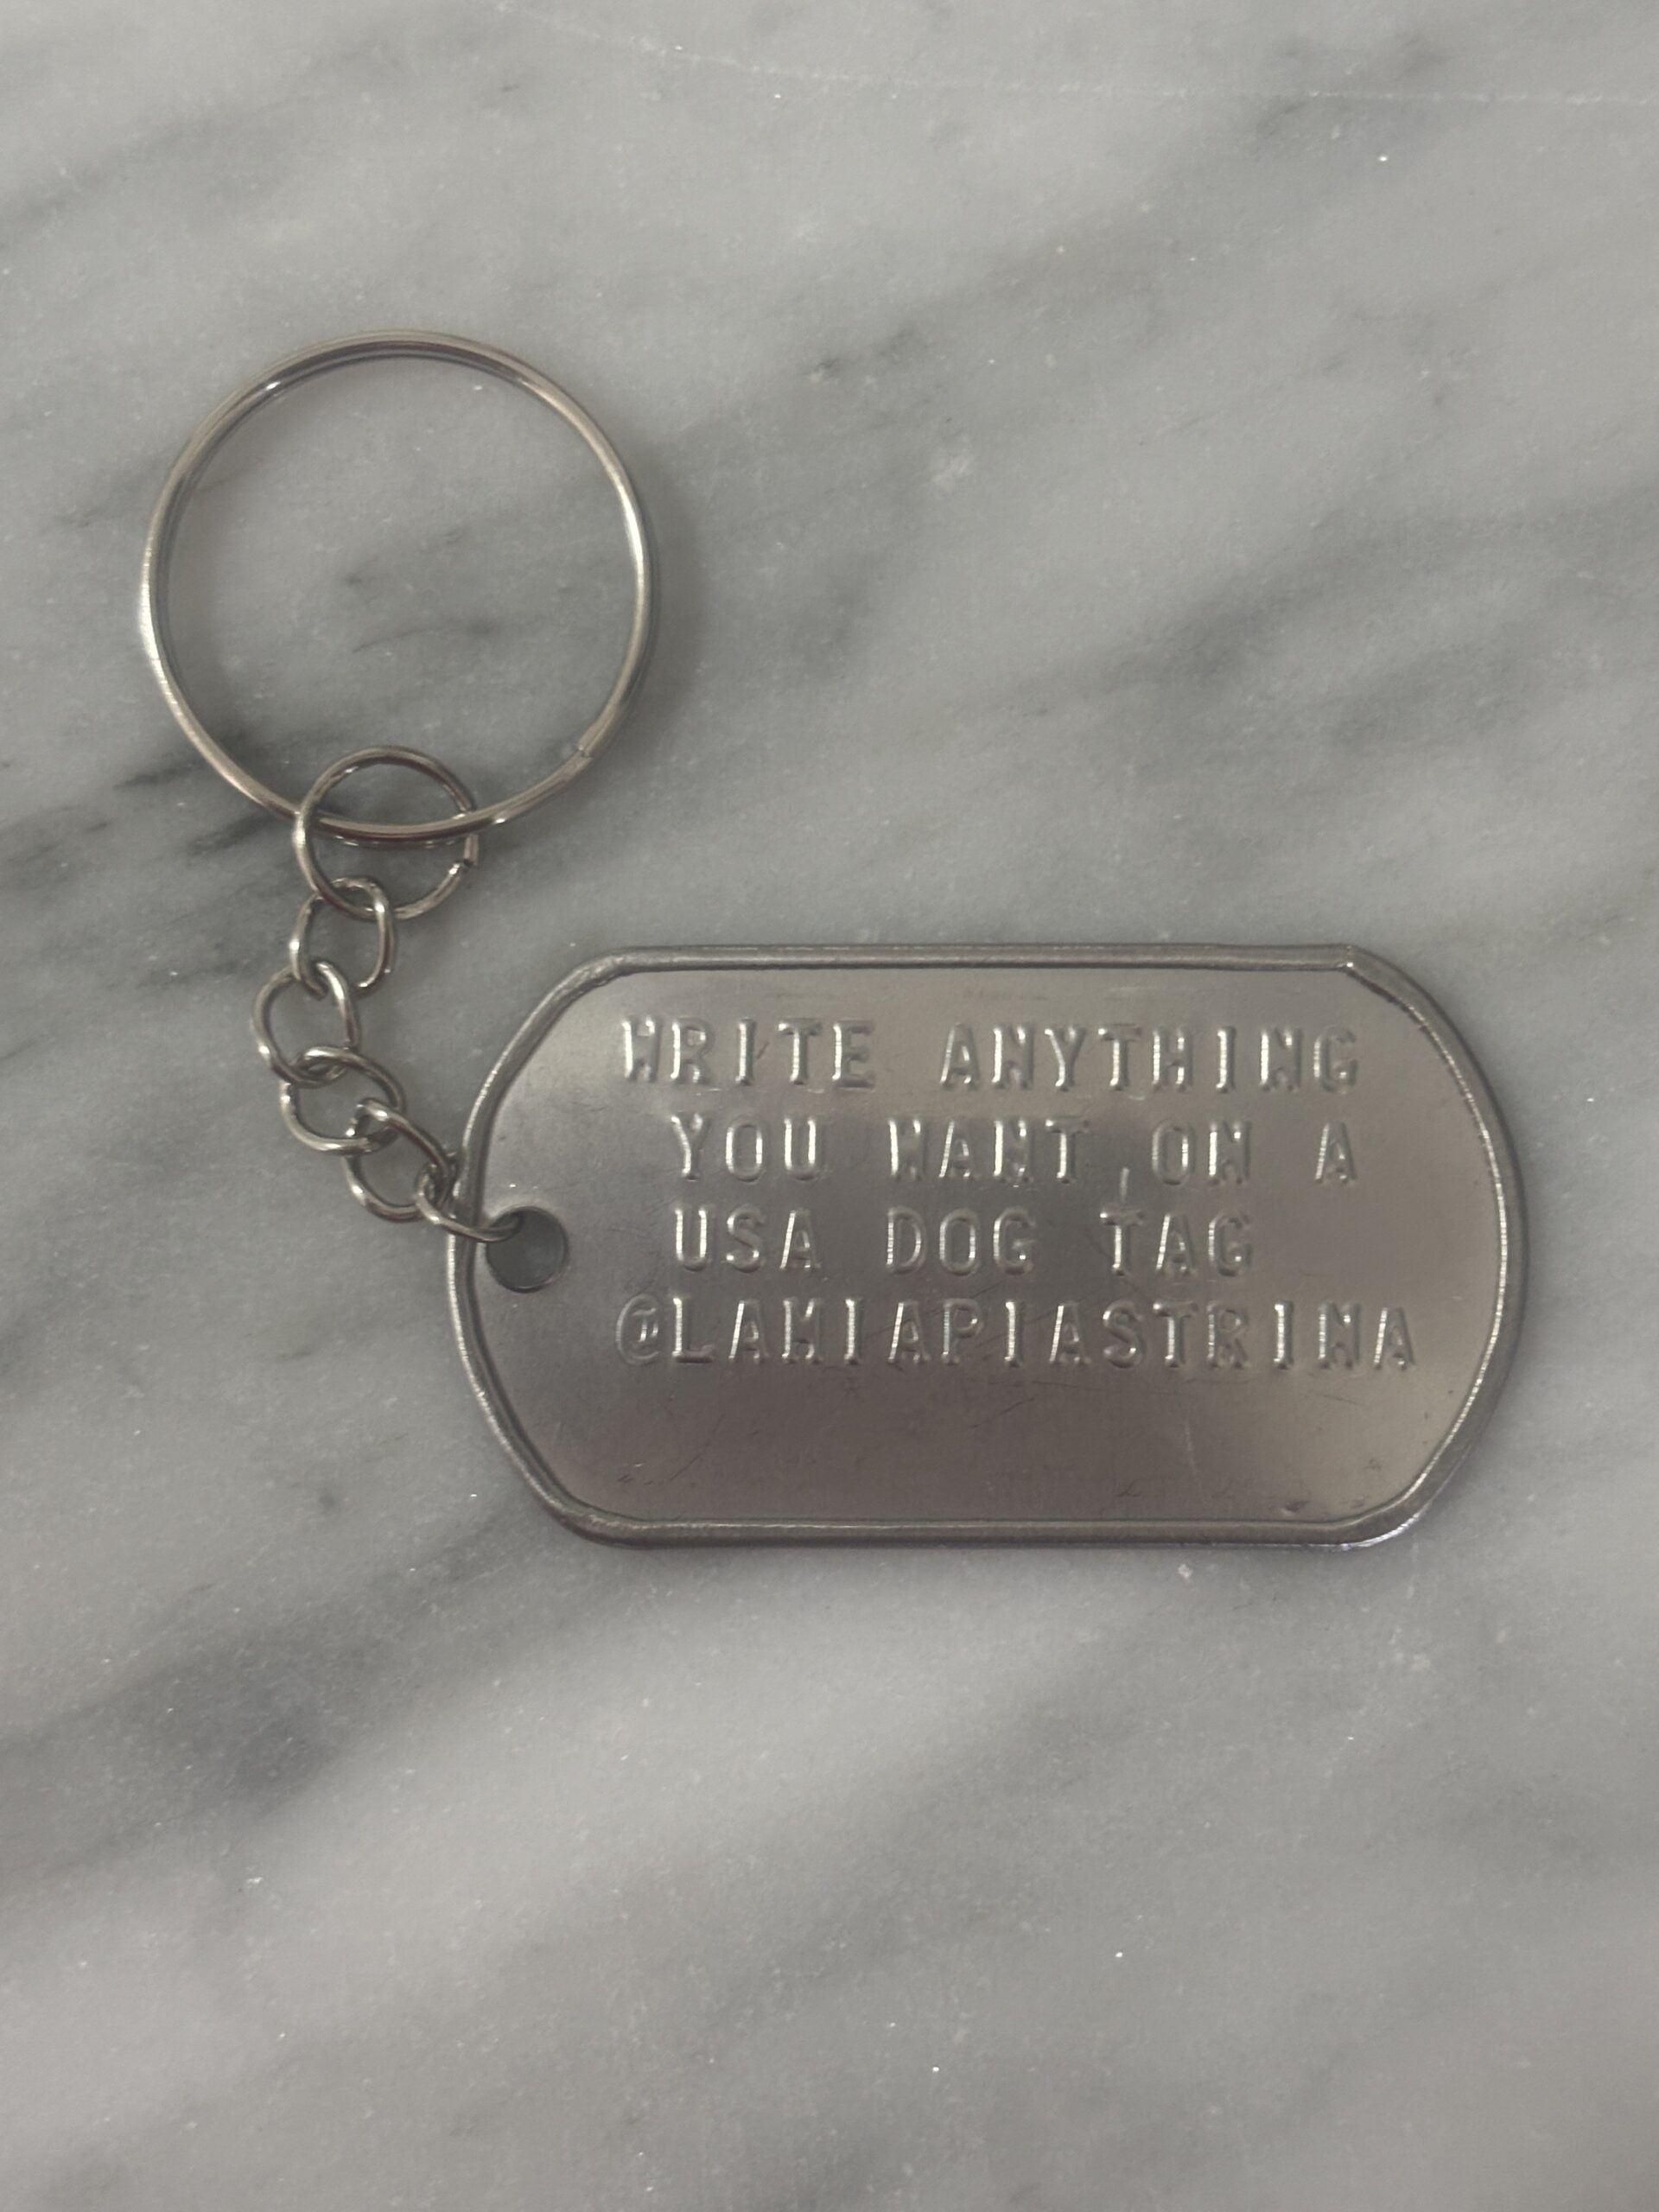 WRITE ANYTHING
YOU WANT ON A
USA DOG TAG
@LAMIAPIASTRINA